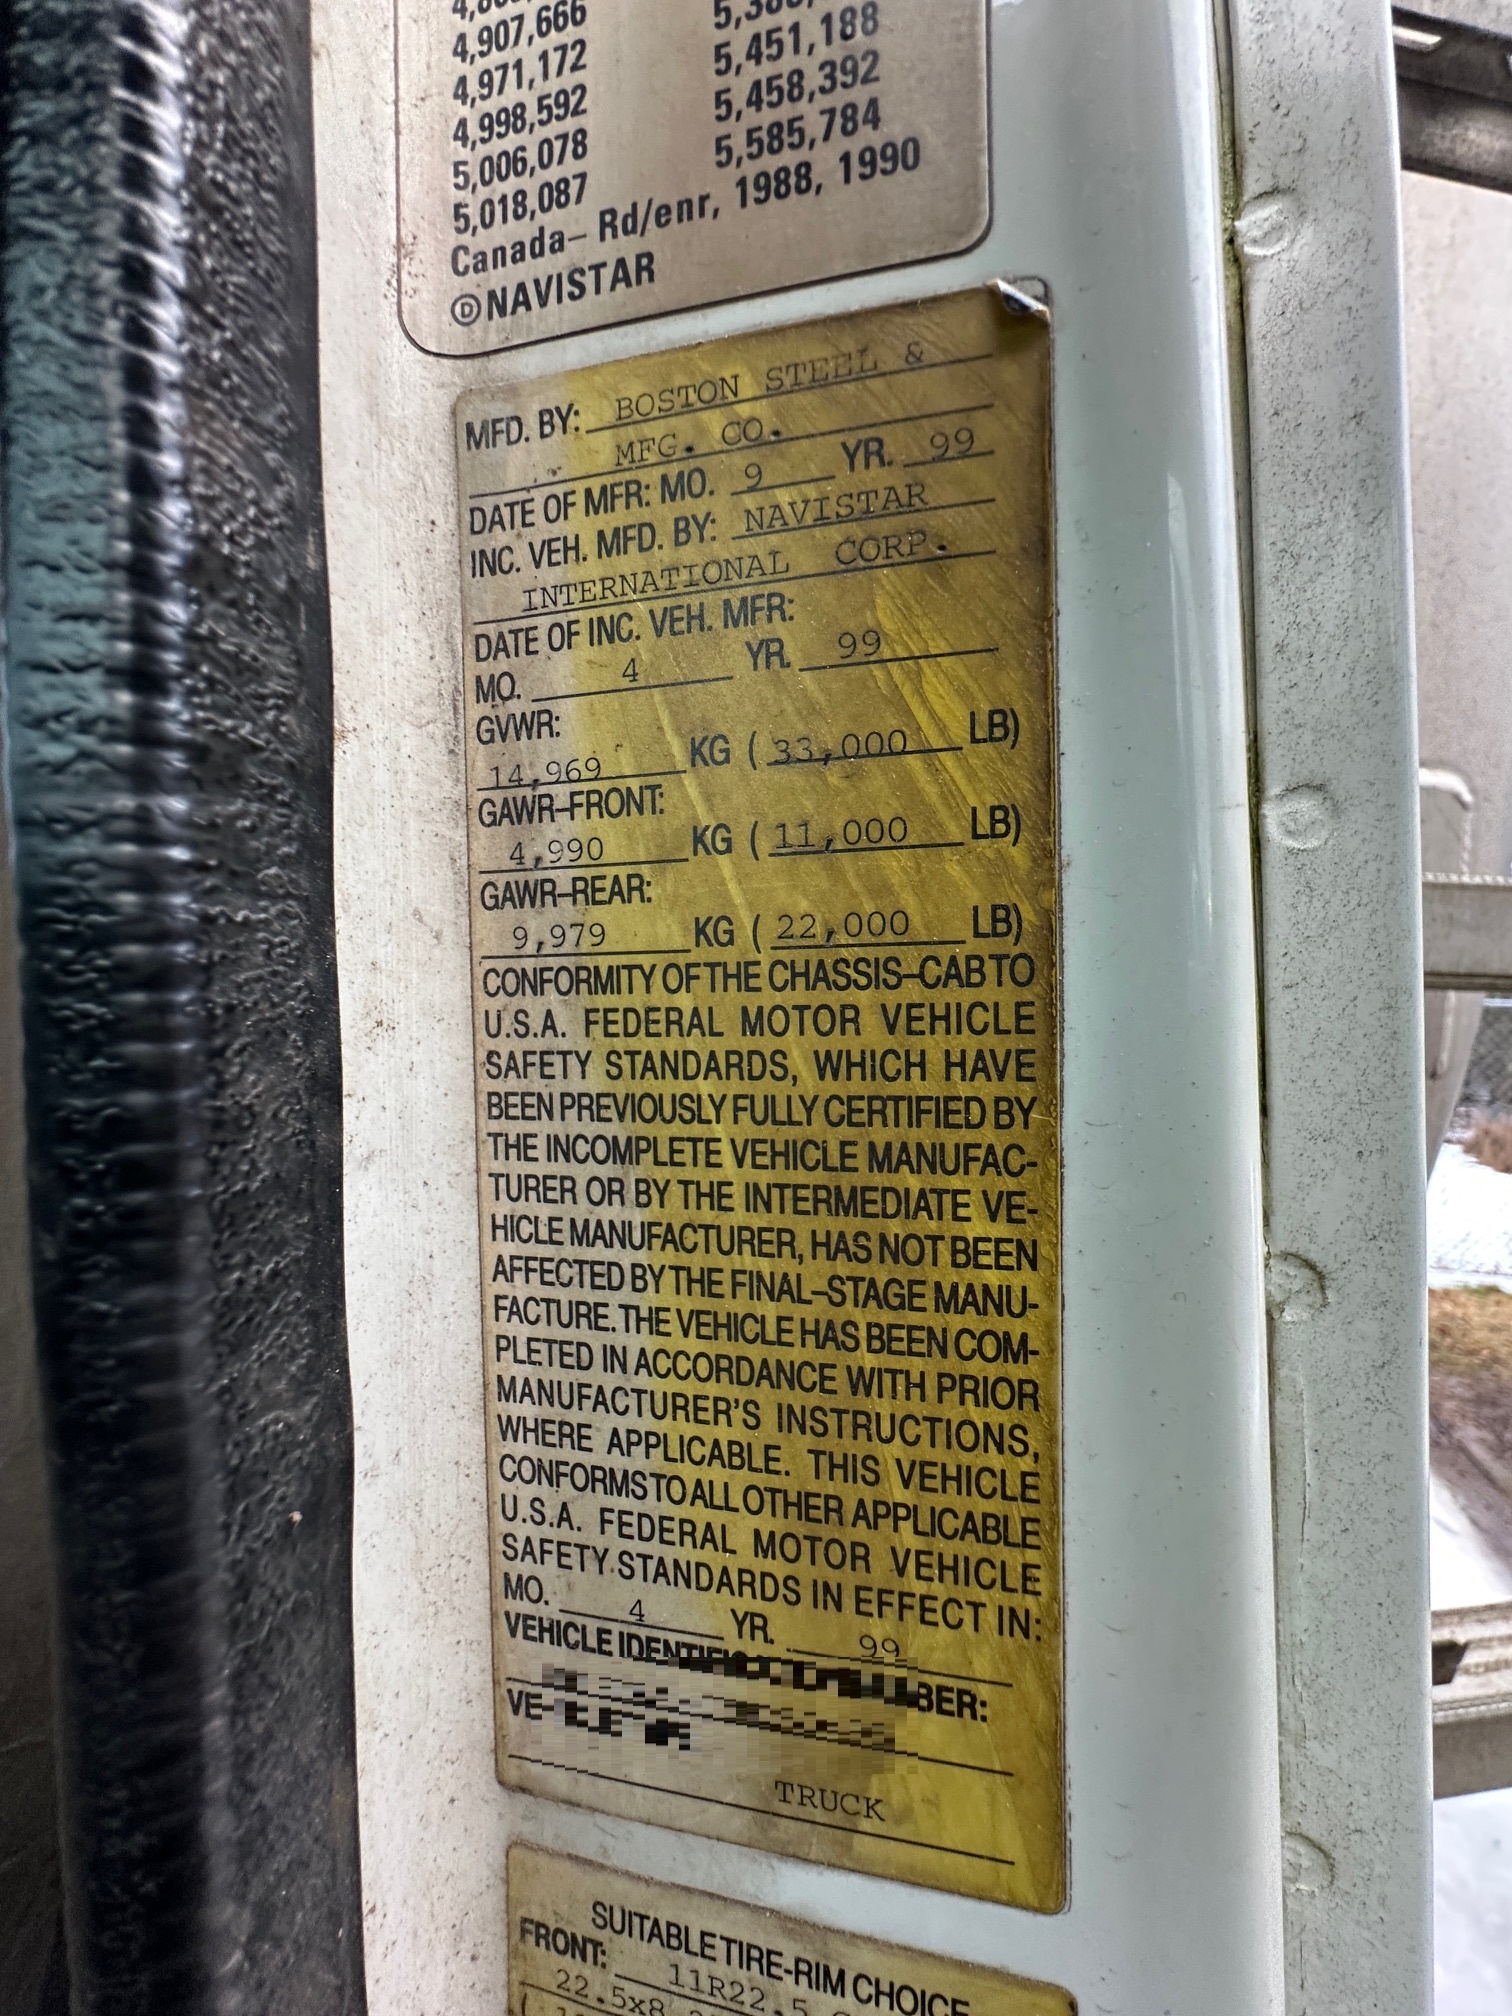 4,907,666 5,451,188
4,971,172 5,458,392
4,998,592 5,585,784
5,006,078
5,018,087
Canada– Rd/enr, 1988, 1990
ⒹNAVISTAR
MFD. BY: BOSTON STEEL &
MFG. CO.
DATE OF MFR: MO. 9 YR. 99
INC. VEH. MFD. BY: NAVISTAR
INTERNATIONAL CORP.
DATE OF INC. VEH. MFR:
MO. 4 YR. 99
GVWR:
14,969 KG ( 33,000 LB)
GAWR–FRONT:
4,990 KG ( 11,000 LB)
GAWR–REAR:
9,979 KG ( 22,000 LB)
CONFORMITY OF THE CHASSIS–CAB TO
U.S.A. FEDERAL MOTOR VEHICLE
SAFETY STANDARDS, WHICH HAVE
BEEN PREVIOUSLY FULLY CERTIFIED BY
THE INCOMPLETE VEHICLE MANUFAC-
TURER OR BY THE INTERMEDIATE VE-
HICLE MANUFACTURER, HAS NOT BEEN
AFFECTED BY THE FINAL–STAGE MANU-
FACTURE. THE VEHICLE HAS BEEN COM-
PLETED IN ACCORDANCE WITH PRIOR
MANUFACTURER'S INSTRUCTIONS,
WHERE APPLICABLE. THIS VEHICLE
CONFORMS TO ALL OTHER APPLICABLE
U.S.A. FEDERAL MOTOR VEHICLE
SAFETY STANDARDS IN EFFECT IN:
MO. 4 YR. 99
VEHICLE
TRUCK
SUITABLE TIRE-RIM CHOICE
FRONT: 11R22.5